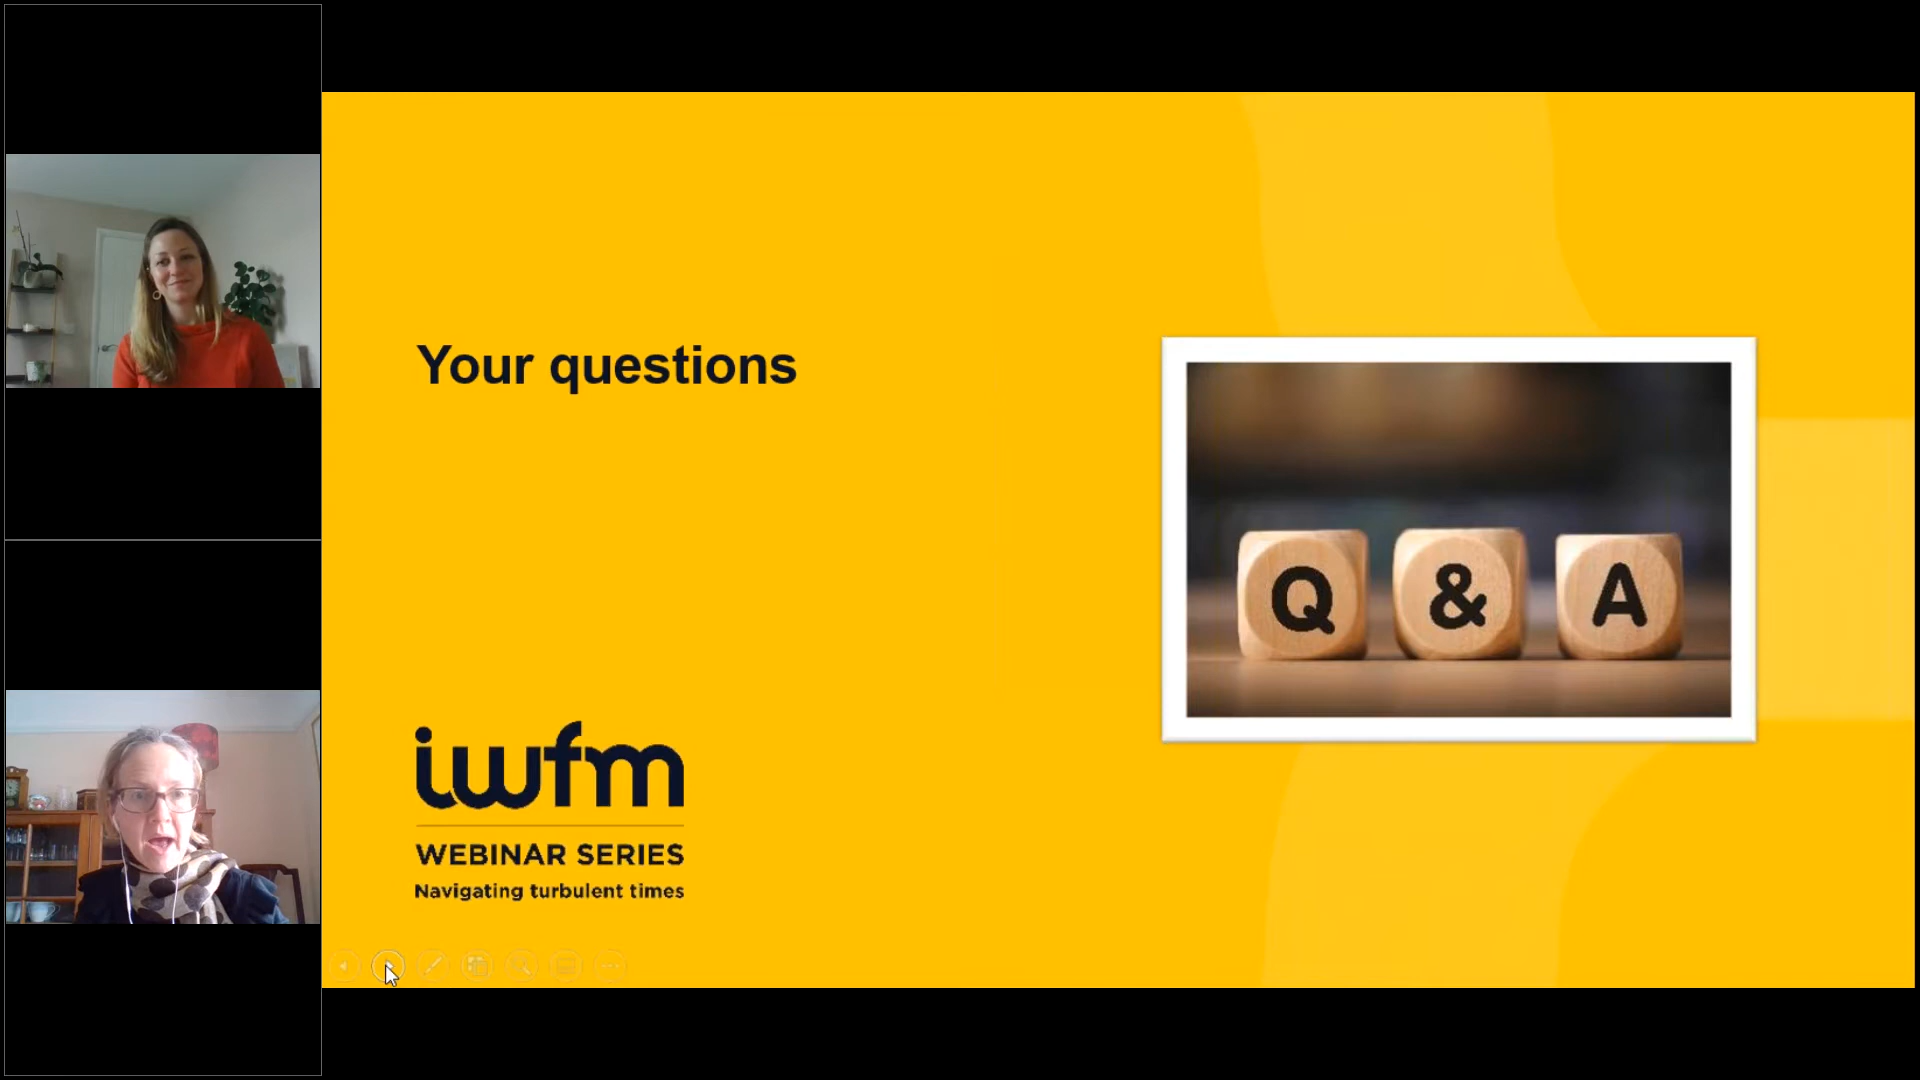 Your questions
Q & A
iwfm
WEBINAR SERIES
Navigating turbulent times